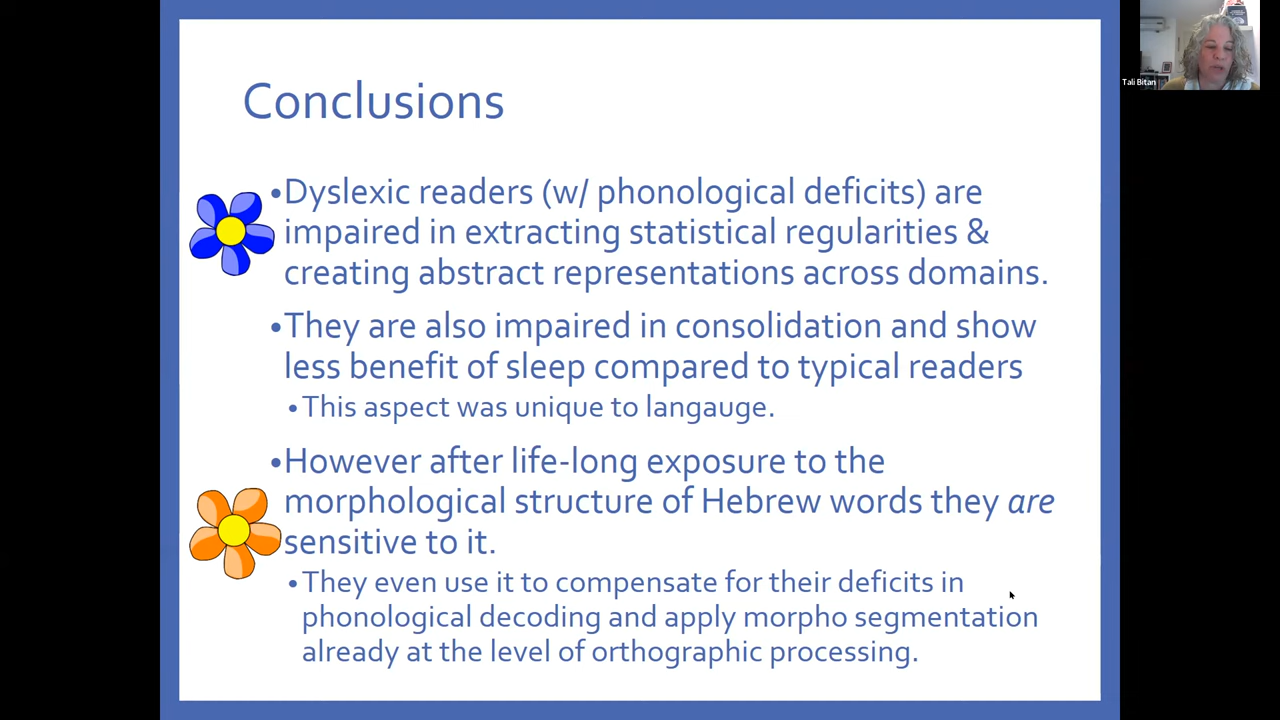 Conclusions
•Dyslexic readers (w/ phonological deficits) are
impaired in extracting statistical regularities &
creating abstract representations across domains.
•They are also impaired in consolidation and show
less benefit of sleep compared to typical readers
•This aspect was unique to langauge.
•However after life-long exposure to the
morphological structure of Hebrew words they are
sensitive to it.
•They even use it to compensate for their deficits in
phonological decoding and apply morpho segmentation
already at the level of orthographic processing.
Tali Bitan